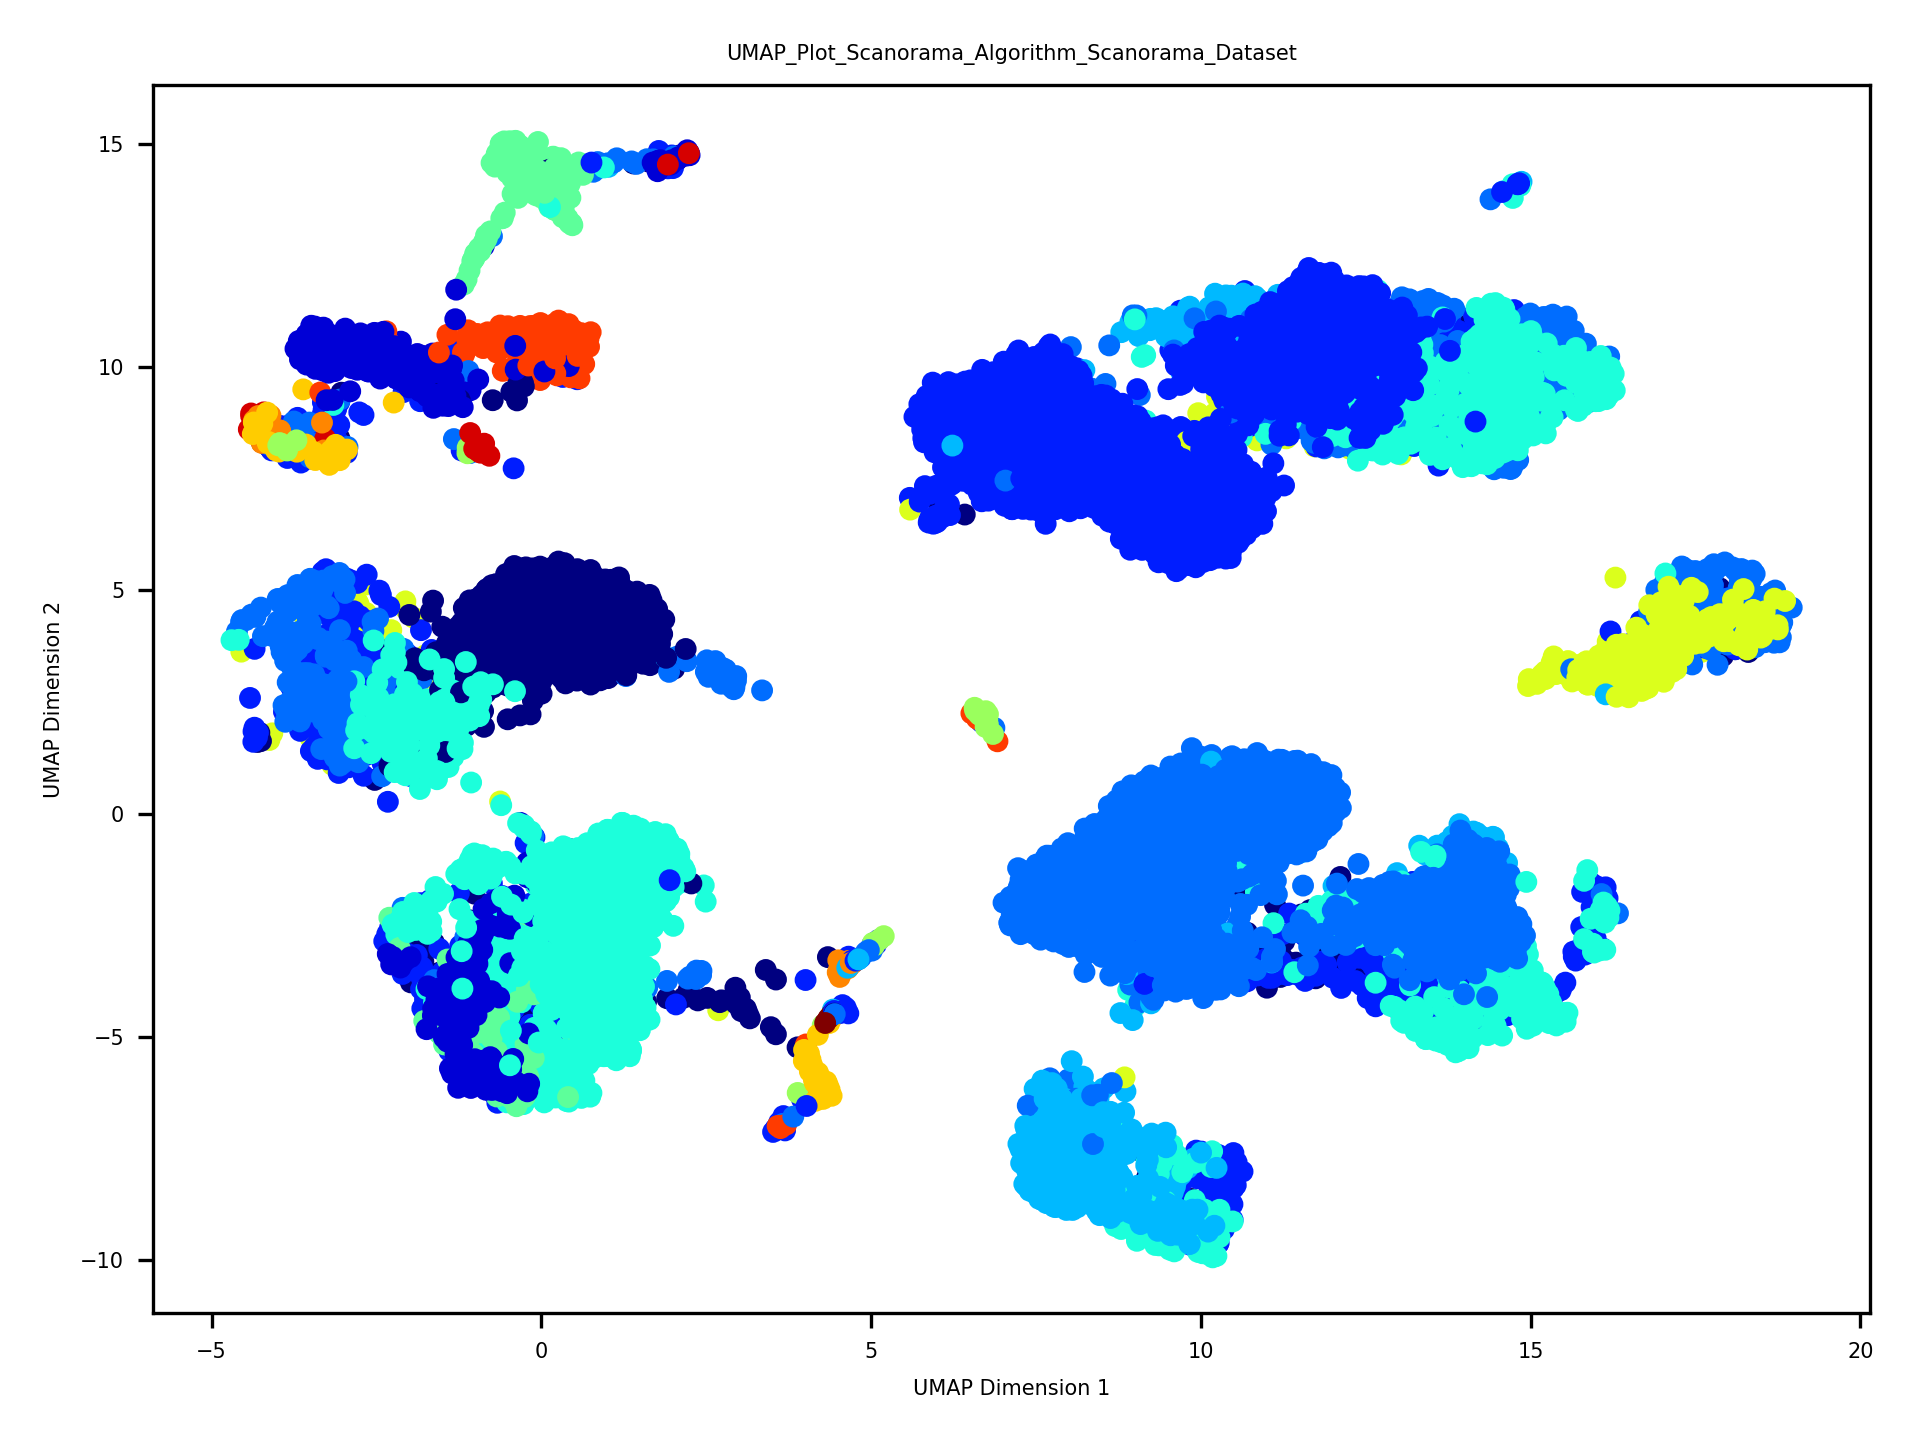 UMAP_Plot_Scanorama_Algorithm_Scanorama_Dataset
15
10
5
0
−5
−10
UMAP Dimension 2
−5 0 5 10 15 20
UMAP Dimension 1